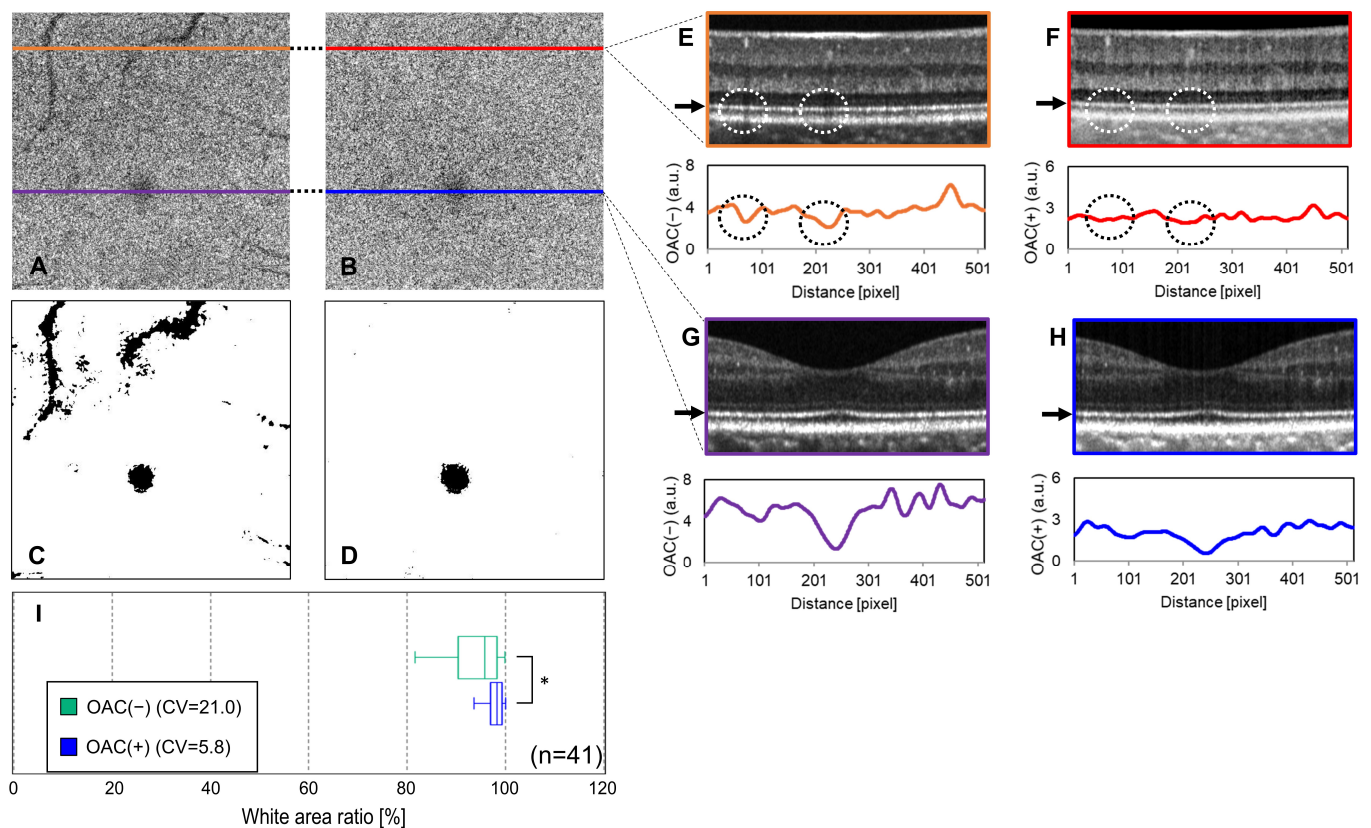 A
B
C
D
E
8
4
0
OAC(−) (a.u.)
1 101 201 301 401 501
Distance [pixel]
F
6
3
0
OAC(+) (a.u.)
1 101 201 301 401 501
Distance [pixel]
G
8
4
0
OAC(−) (a.u.)
1 101 201 301 401 501
Distance [pixel]
H
6
3
0
OAC(+) (a.u.)
1 101 201 301 401 501
Distance [pixel]
I
*
OAC(−) (CV=21.0)
OAC(+) (CV=5.8)
(n=41)
0 20 40 60 80 100 120
White area ratio [%]